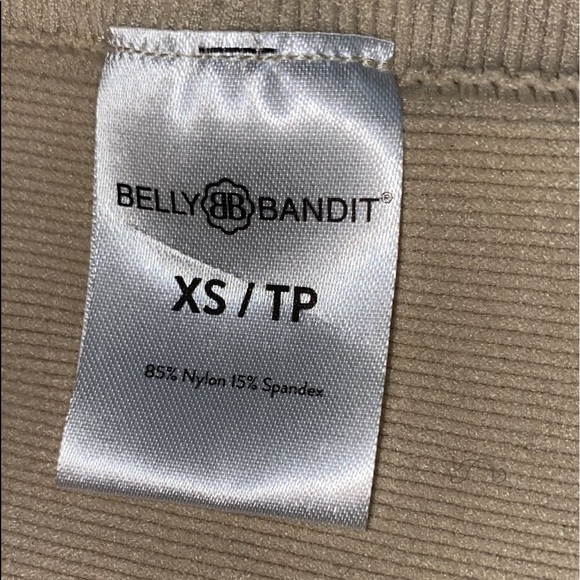 BELLY BB BANDIT®
XS / TP
85% Nylon 15% Spandex